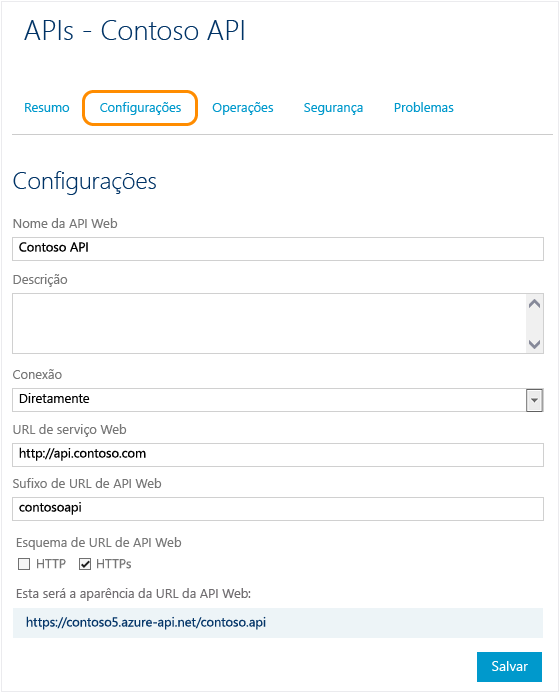 APIs - Contoso API
Resumo Configurações Operações Segurança Problemas
Configurações
Nome da API Web
Contoso API
Descrição
Conexão
Diretamente
URL de serviço Web
http://api.contoso.com
Sufixo de URL de API Web
contosoapi
Esquema de URL de API Web
HTTP HTTPs
Esta será a aparência da URL da API Web:
https://contoso5.azure-api.net/contoso.api
Salvar